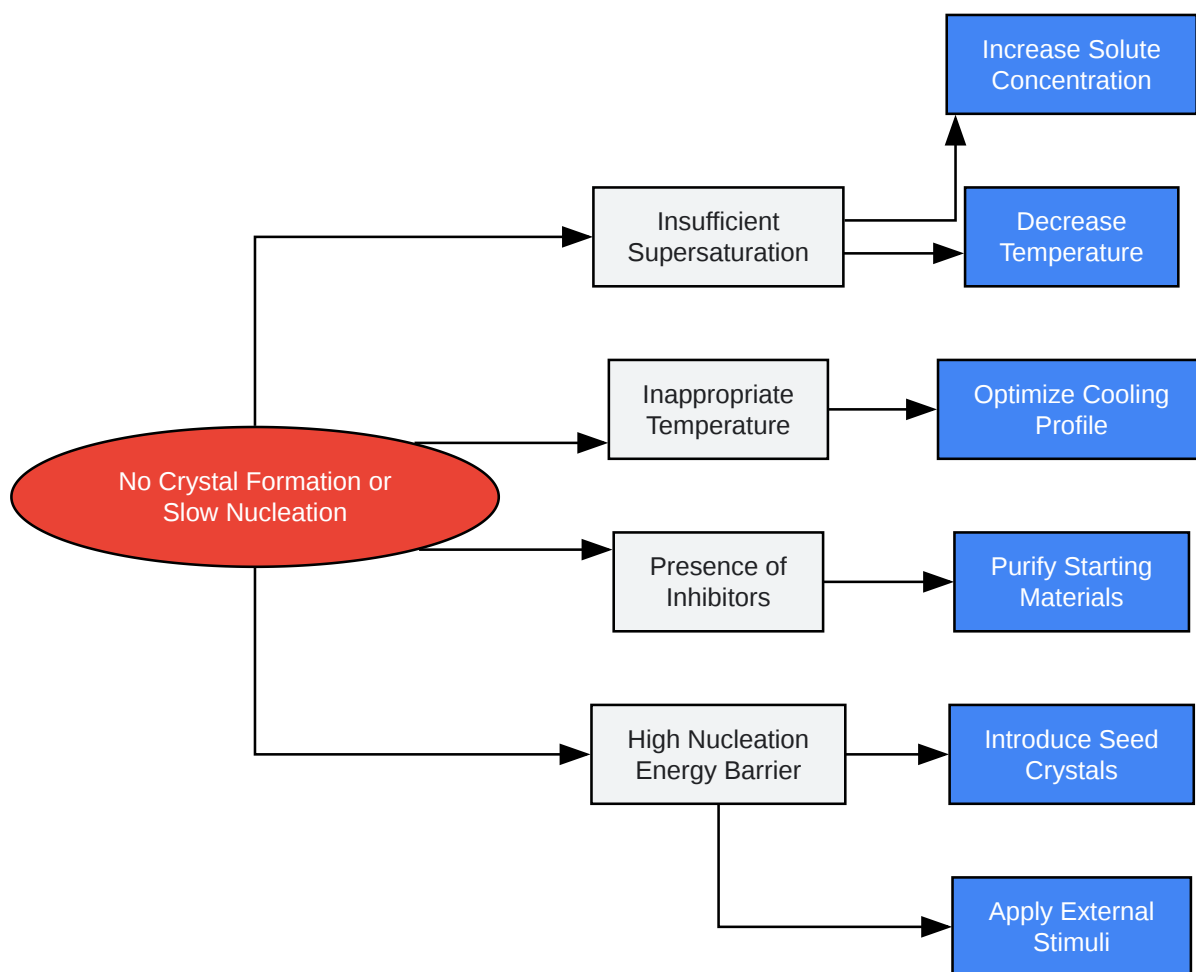 No Crystal Formation or
Slow Nucleation
Insufficient
Supersaturation
Increase Solute
Concentration
Decrease
Temperature
Inappropriate
Temperature
Optimize Cooling
Profile
Presence of
Inhibitors
Purify Starting
Materials
High Nucleation
Energy Barrier
Introduce Seed
Crystals
Apply External
Stimuli